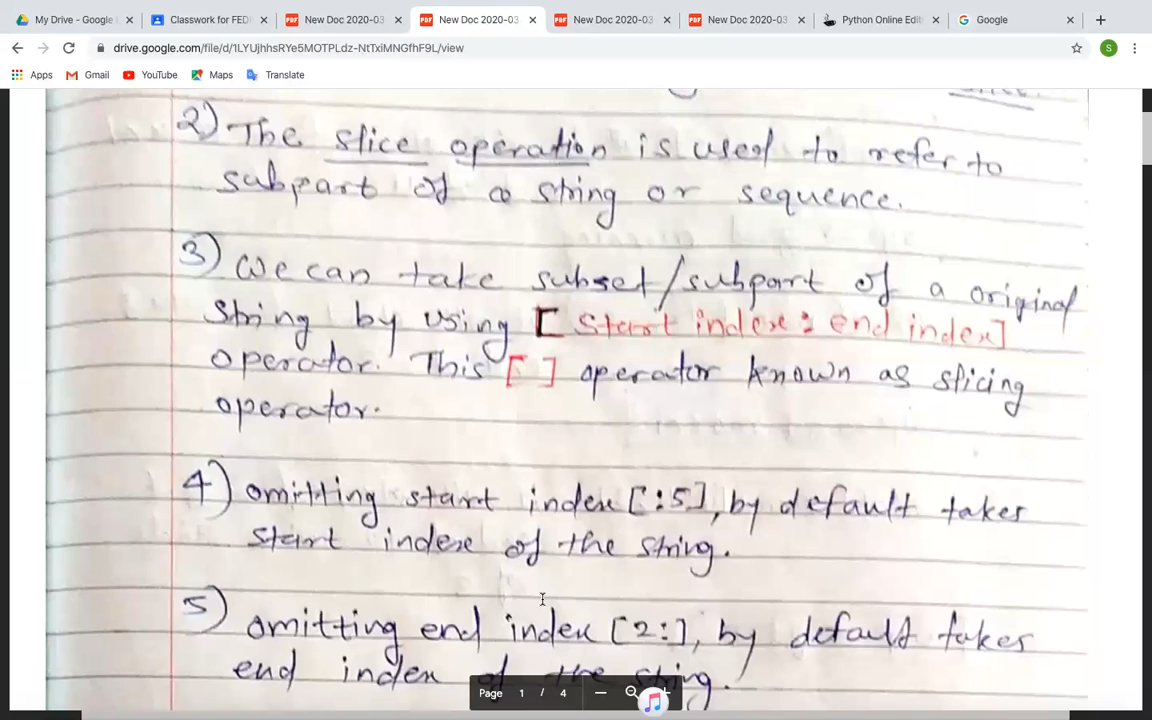 My Drive - Google
Classwork for FED
New Doc 2020-03
New Doc 2020-03
New Doc 2020-03
New Doc 2020-03
Python Online Edit
Google
drive.google.com/file/d/1LYUjhhsRYe5MOTPLdz-NtTxiMNGfhF9L/view
S
Apps
Gmail
YouTube
Maps
Translate
2) The slice operation is used to refer to
subpart of a string or sequence.
3) We can take subset/subpart of a original
string by using [Start index : end index]
operator. This [ ] operator known as slicing
operator.
4) omitting start index [:5], by default takes
start index of the string.
5) omitting end index [2:], by default takes
end index of the string.
Page 1 / 4